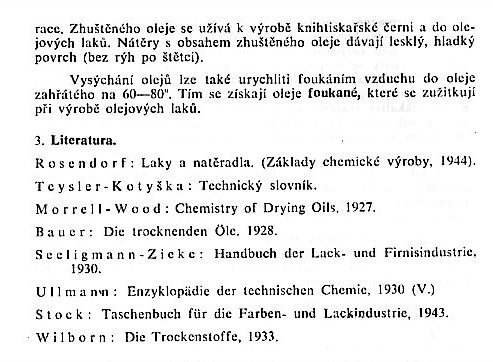 race. Zhuštěného oleje se užívá k výrobě knihtiskařské černi a do ole-
jových laků. Nátěry s obsahem zhuštěného oleje dávají lesklý, hladký
povrch (bez rýh po štětci).
Vysýchání olejů lze také urychliti foukáním vzduchu do oleje
zahřátého na 60—80°. Tím se získají oleje foukané, které se zužitkují
při výrobě olejových laků.
3. Literatura.
Rosendorf: Laky a natěradla. (Základy chemické výroby, 1944).
Teysler-Kotyška: Technický slovník.
Morrell-Wood: Chemistry of Drying Oils, 1927.
Bauer: Die trocknenden Öle, 1928.
Seeligmann-Zieke: Handbuch der Lack- und Firnisindustrie,
1930.
Ullmann: Enzyklopädie der technischen Chemie, 1930 (V.)
Stock: Taschenbuch für die Farben- und Lackindustrie, 1943.
Wilborn: Die Trockenstoffe, 1933.